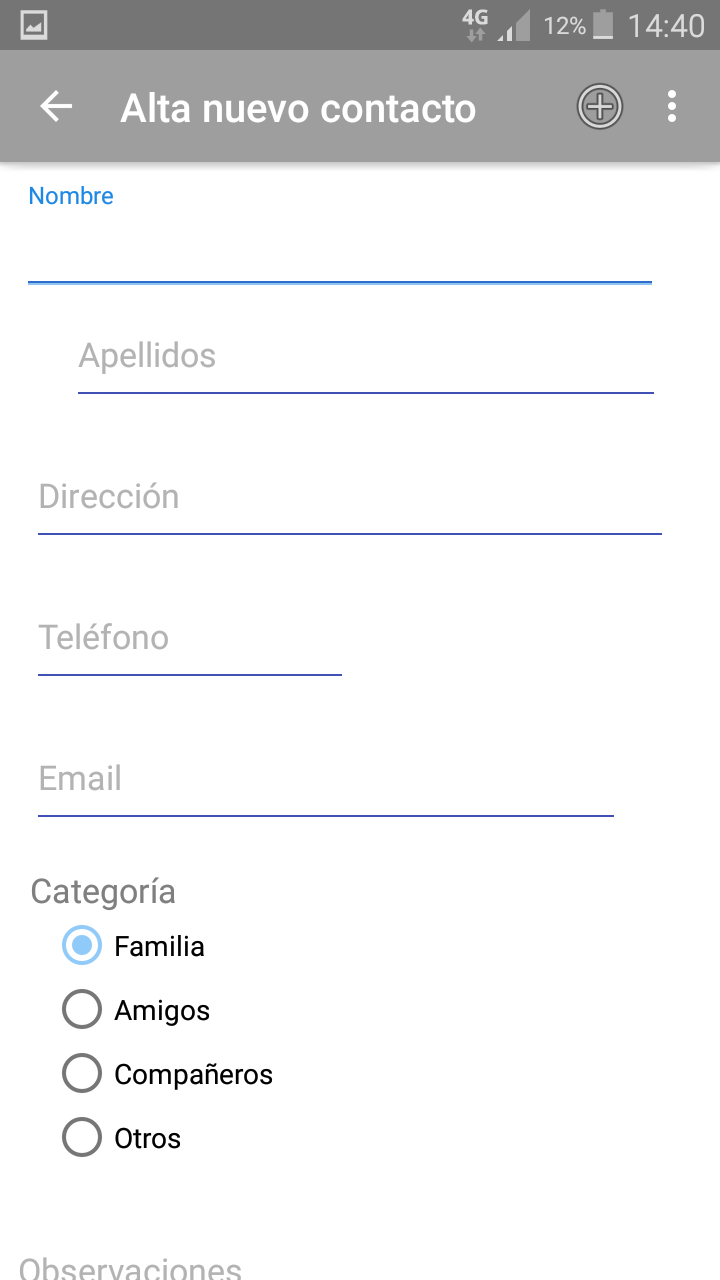 4G 12% 14:40
Alta nuevo contacto
Nombre
Apellidos
Dirección
Teléfono
Email
Categoría
Familia
Amigos
Compañeros
Otros
Observaciones